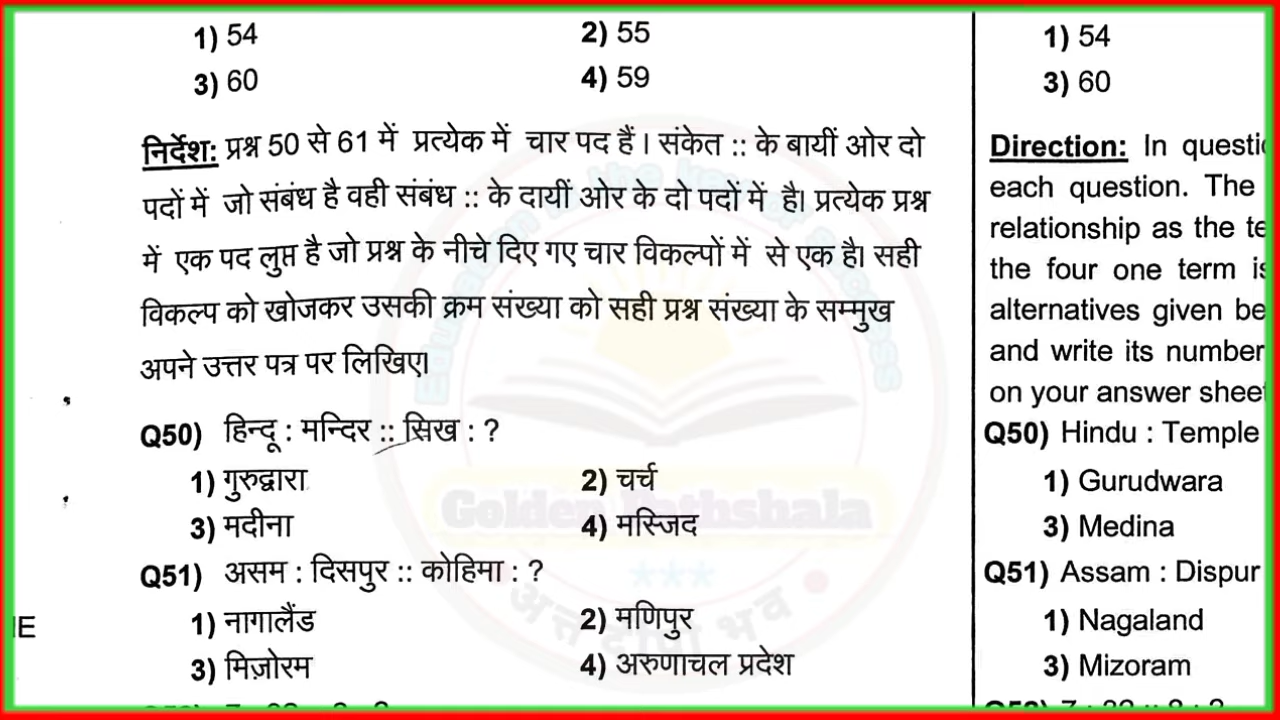 1) 54
2) 55
3) 60
4) 59
निर्देश: प्रश्न 50 से 61 में प्रत्येक में चार पद हैं । संकेत :: के बायीं ओर दो
पदों में जो संबंध है वही संबंध :: के दायीं ओर के दो पदों में है। प्रत्येक प्रश्न
में एक पद लुप्त है जो प्रश्न के नीचे दिए गए चार विकल्पों में से एक है। सही
विकल्प को खोजकर उसकी क्रम संख्या को सही प्रश्न संख्या के सम्मुख
अपने उत्तर पत्र पर लिखिए।
Q50) हिन्दू : मन्दिर :: सिख : ?
1) गुरुद्वारा
2) चर्च
3) मदीना
4) मस्जिद
Q51) असम : दिसपुर :: कोहिमा : ?
1) नागालैंड
2) मणिपुर
3) मिज़ोरम
4) अरुणाचल प्रदेश
IE
1) 54
3) 60
Direction: In
each question. The
relationship as the
the four one term
alternatives given
and write its number
on your answer
Q50) Hindu : Temple
1) Gurudwara
3) Medina
Q51) Assam : Dispur
1) Nagaland
3) Mizoram
Golden Pathshala